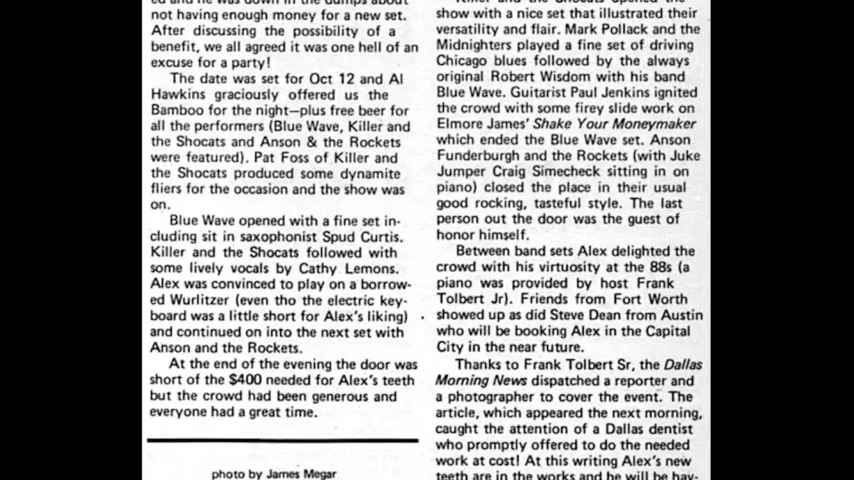 ed and he was down in the dumps about
not having enough money for a new set.
After discussing the possibility of a
benefit, we all agreed it was one hell of an
excuse for a party!
The date was set for Oct 12 and Al
Hawkins graciously offered us the
Bamboo for the night—plus free beer for
all the performers (Blue Wave, Killer and
the Shocats and Anson & the Rockets
were featured). Pat Foss of Killer and
the Shocats produced some dynamite
fliers for the occasion and the show was
on.
Blue Wave opened with a fine set in-
cluding sit in saxophonist Spud Curtis.
Killer and the Shocats followed with
some lively vocals by Cathy Lemons.
Alex was convinced to play on a borrow-
ed Wurlitzer (even tho the electric key-
board was a little short for Alex's liking)
and continued on into the next set with
Anson and the Rockets.
At the end of the evening the door was
short of the $400 needed for Alex's teeth
but the crowd had been generous and
everyone had a great time.
photo by James Megar
Killer and the Shocats opened the
show with a nice set that illustrated their
versatility and flair. Mark Pollack and the
Midnighters played a fine set of driving
Chicago blues followed by the always
original Robert Wisdom with his band
Blue Wave. Guitarist Paul Jenkins ignited
the crowd with some firey slide work on
Elmore James' Shake Your Moneymaker
which ended the Blue Wave set. Anson
Funderburgh and the Rockets (with Juke
Jumper Craig Simecheck sitting in on
piano) closed the place in their usual
good rocking, tasteful style. The last
person out the door was the guest of
honor himself.
Between band sets Alex delighted the
crowd with his virtuosity at the 88s (a
piano was provided by host Frank
Tolbert Jr). Friends from Fort Worth
showed up as did Steve Dean from Austin
who will be booking Alex in the Capital
City in the near future.
Thanks to Frank Tolbert Sr, the Dallas
Morning News dispatched a reporter and
a photographer to cover the event. The
article, which appeared the next morning,
caught the attention of a Dallas dentist
who promptly offered to do the needed
work at cost! At this writing Alex's new
teeth are in the works and he will be hav-